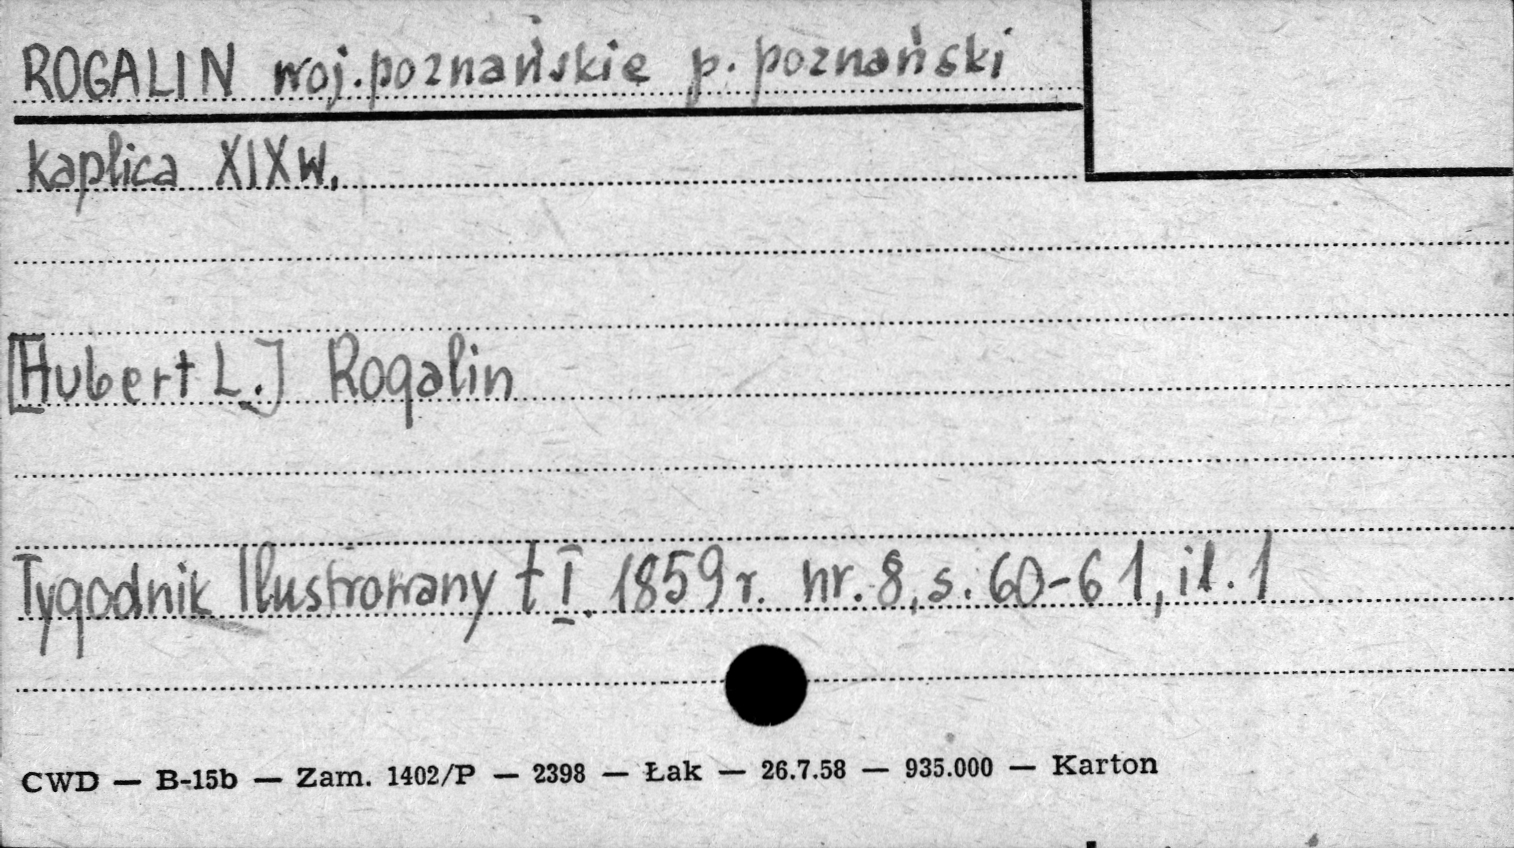 ROGALIN woj. poznańskie p. poznański
kaplica XIX w.
[Hubert L.] Rogalin
Tygodnik Ilustrowany t I. 1859 r. nr. 8, s. 60-61, il. 1
CWD — B-15b — Zam. 1402/P — 2398 — Łak — 26.7.58 — 935.000 — Karton